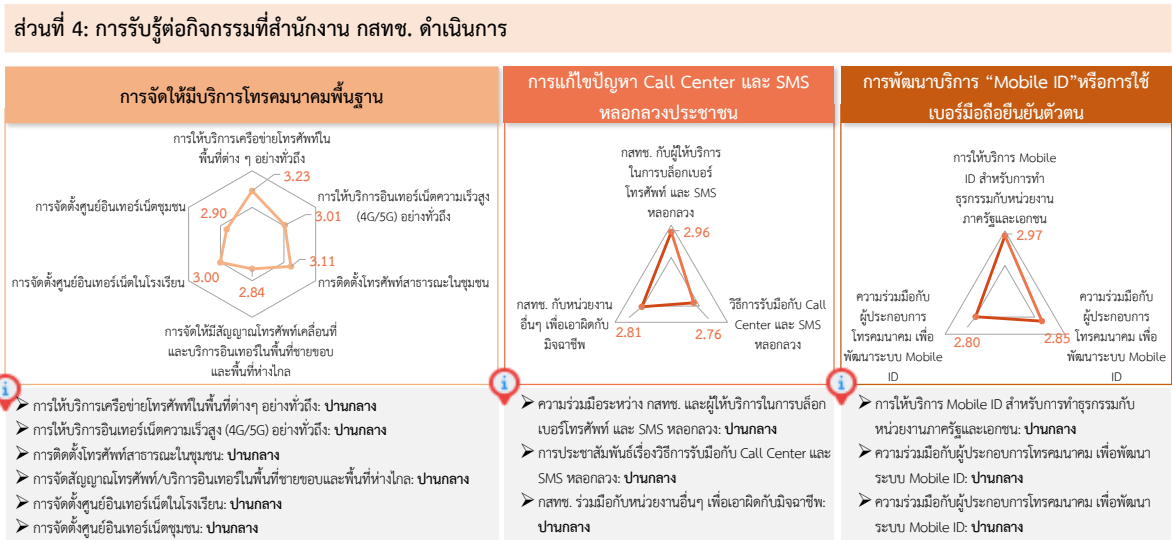 ส่วนที่ 4: การรับรู้ต่อกิจกรรมที่สำนักงาน กสทช. ดำเนินการ
การจัดให้มีบริการโทรคมนาคมพื้นฐาน
การให้บริการเครือข่ายโทรศัพท์ใน
พื้นที่ต่าง ๆ อย่างทั่วถึง
3.23
การให้บริการอินเทอร์เน็ตความเร็วสูง
(4G/5G) อย่างทั่วถึง
3.01
การติดตั้งโทรศัพท์สาธารณะในชุมชน
3.11
การจัดให้มีสัญญาณโทรศัพท์เคลื่อนที่
และบริการอินเทอร์ในพื้นที่ชายขอบ
และพื้นที่ห่างไกล
2.84
การจัดตั้งศูนย์อินเทอร์เน็ตในโรงเรียน
3.00
การจัดตั้งศูนย์อินเทอร์เน็ตชุมชน
2.90
➤ การให้บริการเครือข่ายโทรศัพท์ในพื้นที่ต่างๆ อย่างทั่วถึง: ปานกลาง
➤ การให้บริการอินเทอร์เน็ตความเร็วสูง (4G/5G) อย่างทั่วถึง: ปานกลาง
➤ การติดตั้งโทรศัพท์สาธารณะในชุมชน: ปานกลาง
➤ การจัดสัญญาณโทรศัพท์/บริการอินเทอร์ในพื้นที่ชายขอบและพื้นที่ห่างไกล: ปานกลาง
➤ การจัดตั้งศูนย์อินเทอร์เน็ตในโรงเรียน: ปานกลาง
➤ การจัดตั้งศูนย์อินเทอร์เน็ตชุมชน: ปานกลาง
การแก้ไขปัญหา Call Center และ SMS
หลอกลวงประชาชน
กสทช. กับผู้ให้บริการ
ในการบล็อกเบอร์
โทรศัพท์ และ SMS
หลอกลวง
2.96
วิธีการรับมือกับ Call
Center และ SMS
หลอกลวง
2.76
กสทช. กับหน่วยงาน
อื่นๆ เพื่อเอาผิดกับ
มิจฉาชีพ
2.81
➤ ความร่วมมือระหว่าง กสทช. และผู้ให้บริการในการบล็อก
เบอร์โทรศัพท์ และ SMS หลอกลวง: ปานกลาง
➤ การประชาสัมพันธ์เรื่องวิธีการรับมือกับ Call Center และ
SMS หลอกลวง: ปานกลาง
➤ กสทช. ร่วมมือกับหน่วยงานอื่นๆ เพื่อเอาผิดกับมิจฉาชีพ:
ปานกลาง
การพัฒนาบริการ “Mobile ID”หรือการใช้
เบอร์มือถือยืนยันตัวตน
การให้บริการ Mobile
ID สำหรับการทำ
ธุรกรรมกับหน่วยงาน
ภาครัฐและเอกชน
2.97
ความร่วมมือกับ
ผู้ประกอบการ
โทรคมนาคม เพื่อ
พัฒนาระบบ Mobile
ID
2.85
ความร่วมมือกับ
ผู้ประกอบการ
โทรคมนาคม เพื่อ
พัฒนาระบบ Mobile
ID
2.80
➤ การให้บริการ Mobile ID สำหรับการทำธุรกรรมกับ
หน่วยงานภาครัฐและเอกชน: ปานกลาง
➤ ความร่วมมือกับผู้ประกอบการโทรคมนาคม เพื่อพัฒนา
ระบบ Mobile ID: ปานกลาง
➤ ความร่วมมือกับผู้ประกอบการโทรคมนาคม เพื่อพัฒนา
ระบบ Mobile ID: ปานกลาง